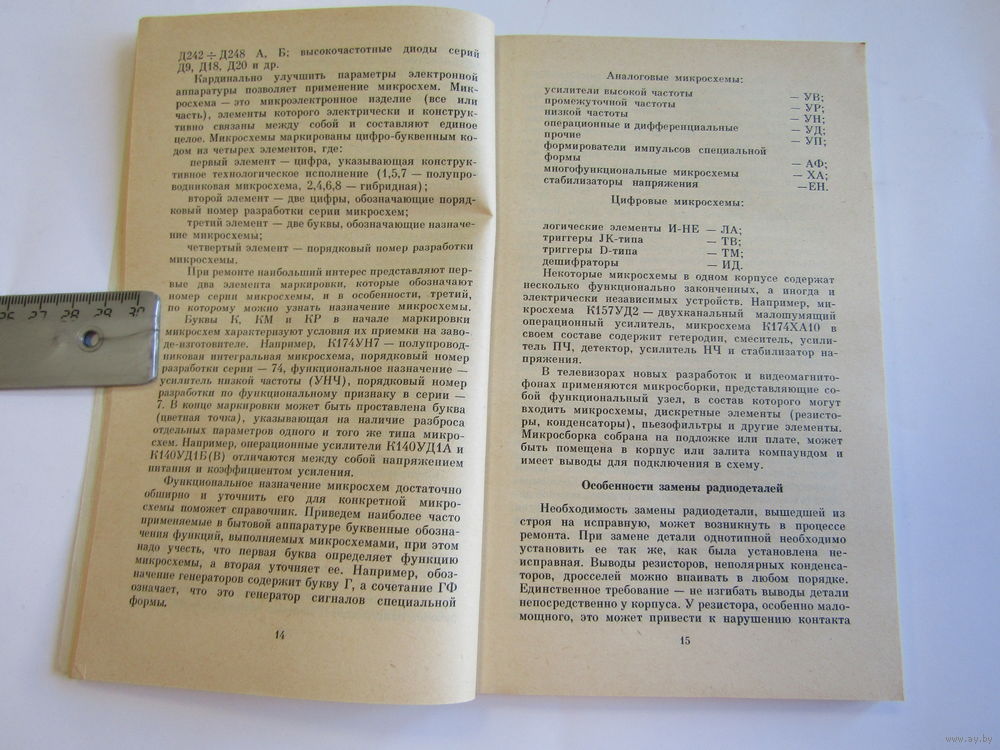 Д242÷Д248 А, Б; высокочастотные диоды серий
Д9, Д18, Д20 и др.
Кардинально улучшить параметры электронной
аппаратуры позволяет применение микросхем. Мик-
росхема — это микроэлектронное изделие (все или
часть), элементы которого электрически и конструк-
тивно связаны между собой и составляют единое
целое. Микросхемы маркированы цифро-буквенным ко-
дом из четырех элементов, где:
первый элемент — цифра, указывающая конструк-
тивное технологическое исполнение (1,5,7 — полупро-
водниковая микросхема, 2,4,6,8 — гибридная);
второй элемент — две цифры, обозначающие поряд-
ковый номер разработки серии микросхем;
третий элемент — две буквы, обозначающие назначе-
ние микросхемы;
четвертый элемент — порядковый номер разработки
микросхемы.
При ремонте наибольший интерес представляют пер-
вые два элемента маркировки, которые обозначают
номер серии микросхемы, и в особенности, третий,
по которому можно узнать назначение микросхемы.
Буквы К, КМ и КР в начале маркировки
микросхем характеризуют условия их приемки на заво-
де-изготовителе. Например, К174УН7 — полупровод-
никовая интегральная микросхема, порядковый номер
разработки серии — 74, функциональное назначение —
усилитель низкой частоты (УНЧ), порядковый номер
разработки по функциональному признаку в серии —
7. В конце маркировки может быть проставлена буква
(цветная точка), указывающая на наличие разброса
отдельных параметров одного и того же типа микро-
схем. Например, операционные усилители К140УД1А и
К140УД1Б(В) отличаются между собой напряжением
питания и коэффициентом усиления.
Функциональное назначение микросхем достаточно
обширно и уточнить его для конкретной микро-
схемы поможет справочник. Приведем наиболее часто
применяемые в бытовой аппаратуре буквенные обозна-
чения функций, выполняемых микросхемами, при этом
надо учесть, что первая буква определяет функцию
микросхемы, а вторая уточняет ее. Например, обоз-
начение генераторов содержит букву Г, а сочетание ГФ
означает, что это генератор сигналов специальной
формы.
14
26 27 28 29 30
Аналоговые микросхемы:
усилители высокой частоты — УВ;
промежуточной частоты — УР;
низкой частоты — УН;
операционные и дифференциальные — УД;
прочие — УП;
формирователи импульсов специальной
формы — АФ;
многофункциональные микросхемы — ХА;
стабилизаторы напряжения —ЕН.
Цифровые микросхемы:
логические элементы И-НЕ — ЛА;
триггеры JK-типа — ТВ;
триггеры D-типа — ТМ;
дешифраторы — ИД.
Некоторые микросхемы в одном корпусе содержат
несколько функционально законченных, а иногда и
электрически независимых устройств. Например, ми-
кросхема К157УД2 — двухканальный малошумящий
операционный усилитель, микросхема К174ХА10 в
своем составе содержит гетеродин, смеситель, усили-
тель ПЧ, детектор, усилитель НЧ и стабилизатор на-
пряжения.
В телевизорах новых разработок и видеомагнито-
фонах применяются микросборки, представляющие со-
бой функциональный узел, в состав которого могут
входить микросхемы, дискретные элементы (резисто-
ры, конденсаторы), пьезофильтры и другие элементы.
Микросборка собрана на подложке или плате, может
быть помещена в корпус или залита компаундом и
имеет выводы для подключения в схему.
Особенности замены радиодеталей
Необходимость замены радиодетали, вышедшей из
строя на исправную, может возникнуть в процессе
ремонта. При замене детали однотипной необходимо
установить ее так же, как была установлена не-
исправная. Выводы резисторов, неполярных конденса-
торов, дросселей можно впаивать в любом порядке.
Единственное требование — не изгибать выводы детали
непосредственно у корпуса. У резистора, особенно мало-
мощного, это может привести к нарушению контакта
15
www.ay.by